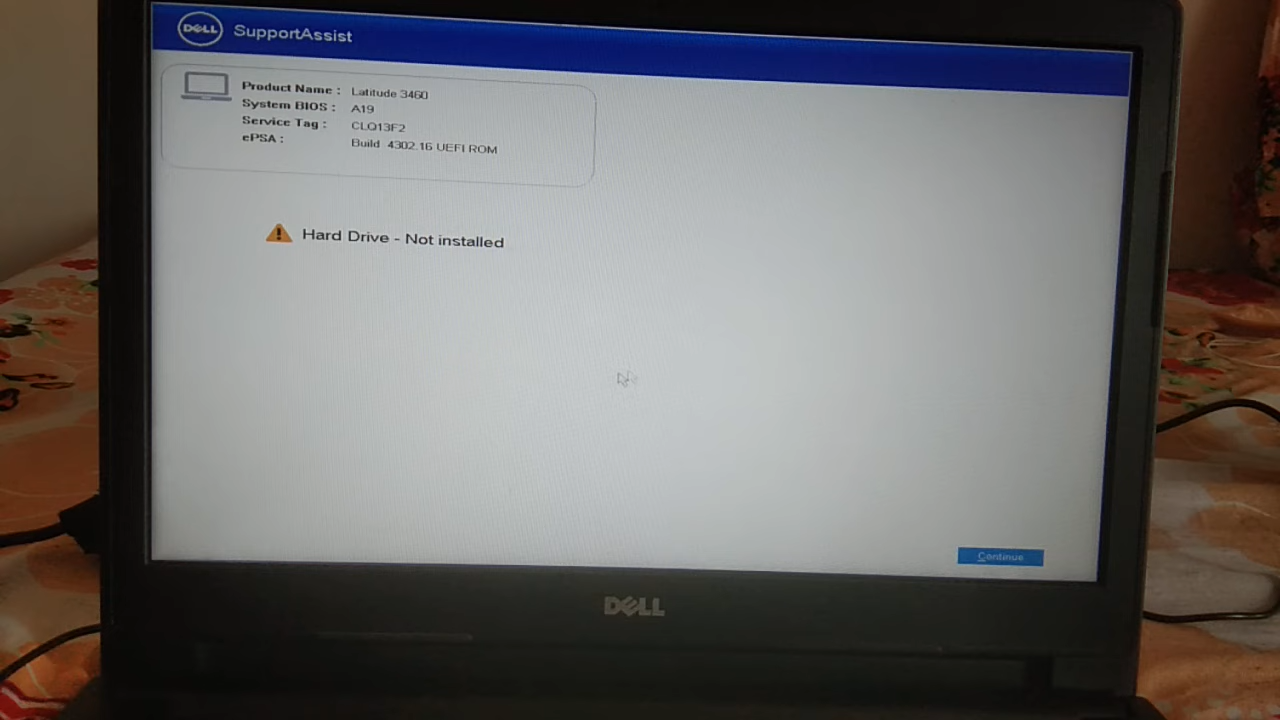 DELL SupportAssist
Product Name : Latitude 3460
System BIOS : A19
Service Tag : CLQ13F2
ePSA : Build 4302.16 UEFI ROM
Hard Drive - Not installed
Continue
DELL